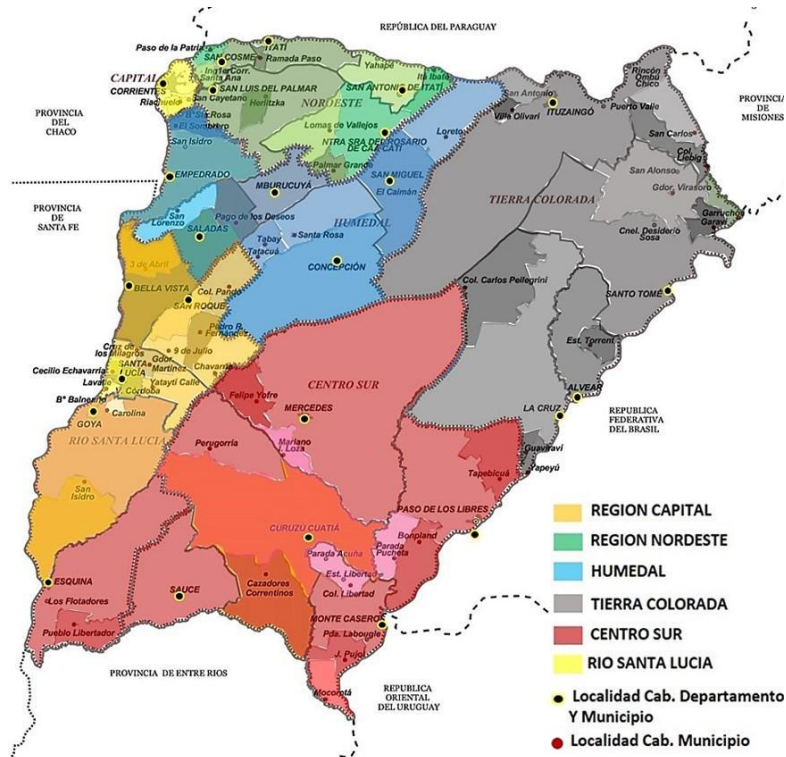 REPÚBLICA DEL PARAGUAY
Paso de la Patria
ITATÍ
SAN COSME
Ramada Paso
Yahapé
Ita Ibate
CAPITAL
Santa Ana
CORRIENTES
SAN LUIS DEL PALMAR
SAN ANTONIO DE ITATÍ
San Antonio
ITUZAINGÓ
Rincón Ombú Chico
Riachuelo
San Cayetano
Herlitzka
NOROESTE
Villa Olivari
Puerto Valle
PROVINCIA DE MISIONES
PROVINCIA DEL CHACO
El Sombrero
Lomas de Vallejos
NTRA SRA DEL ROSARIO DE CAÁ CATÍ
Loreto
San Carlos
San Isidro
Palmar Grande
Col. Liebig
EMPEDRADO
MBURUCUYÁ
SAN MIGUEL
San Alonso
El Caimán
TIERRA COLORADA
Gdor. Virasoro
PROVINCIA DE SANTA FE
San Lorenzo
Pago de los Deseos
HUMEDAL
Garruchos
Garaví
SALADAS
Tabay
Santa Rosa
Cnel. Desiderio Sosa
Tatacuá
3 de Abril
CONCEPCIÓN
BELLA VISTA
Col. Pando
Col. Carlos Pellegrini
SANTO TOMÉ
SAN ROQUE
Pedro R. Fernández
Cruz de los Milagros
9 de Julio
Est. Torrent
Cecilio Echavarría
SANTA LUCÍA
Gdor. Martínez
Chavarría
CENTRO SUR
Lavalle
Yataytí Calle
ALVEAR
V. Córdoba
Felipe Yofre
B° Balneario
Carolina
MERCEDES
LA CRUZ
REPUBLICA FEDERATIVA DEL BRASIL
GOYA
RIO SANTA LUCIA
Perugorría
Mariano I. Loza
Guaviraví
Yapeyú
Tapebicuá
San Isidro
PASO DE LOS LIBRES
CURUZÚ CUATIÁ
Bonpland
Parada Pucheta
Parada Acuña
ESQUINA
Est. Libertad
SAUCE
Cazadores Correntinos
Col. Libertad
Los Flotadores
MONTE CASEROS
Pueblo Libertador
Pda. Labougle
J. Pujol
PROVINCIA DE ENTRE RIOS
Mocoretá
REPUBLICA ORIENTAL DEL URUGUAY
REGION CAPITAL
REGION NORDESTE
HUMEDAL
TIERRA COLORADA
CENTRO SUR
RIO SANTA LUCIA
Localidad Cab. Departamento
Y Municipio
Localidad Cab. Municipio